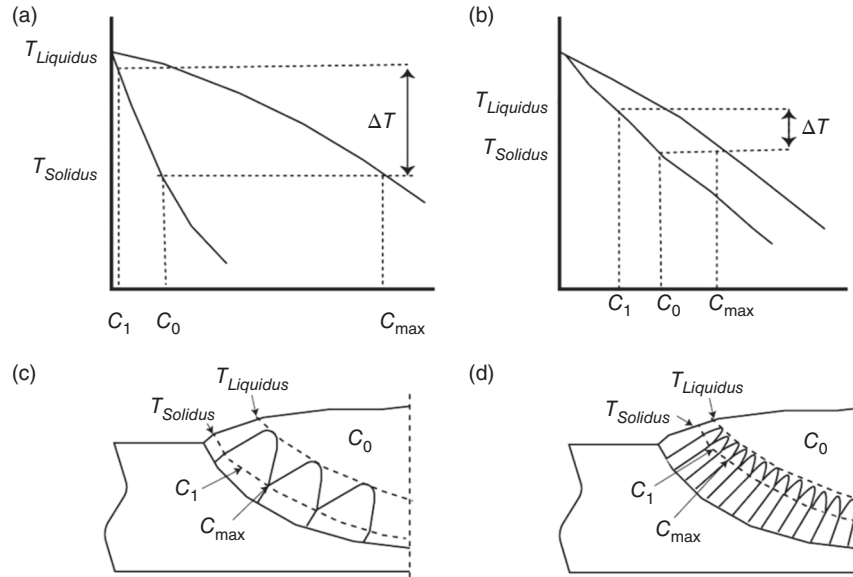 (a)
T_Liquidus
T_Solidus
ΔT
C_1 C_0 C_max
(b)
T_Liquidus
T_Solidus
ΔT
C_1 C_0 C_max
(c)
T_Liquidus
T_Solidus
C_0
C_1
C_max
(d)
T_Liquidus
T_Solidus
C_0
C_1
C_max